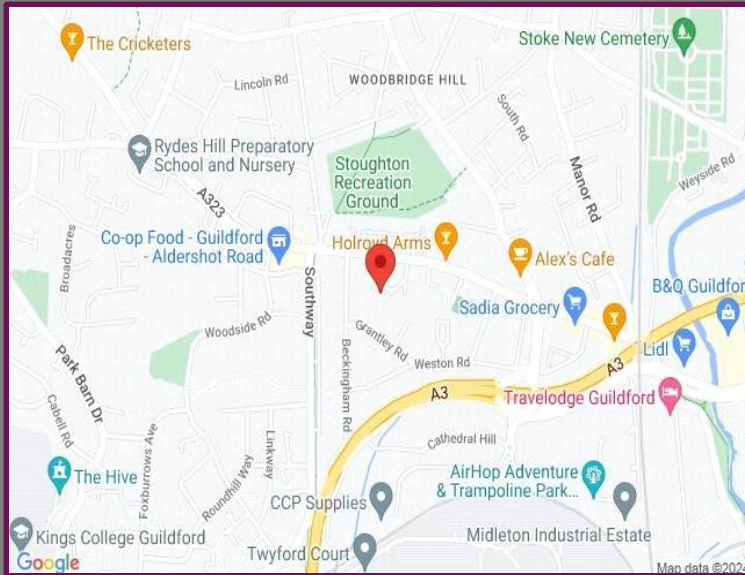 The Cricketers
Stoke New Cemetery
Lincoln Rd
WOODBRIDGE HILL
South Rd
Rydes Hill Preparatory
School and Nursery
Stoughton
Recreation
Ground
Manor Rd
Weyside Rd
A323
Co-op Food - Guildford
- Aldershot Road
Holroyd Arms
Alex's Cafe
Broadacres
Southway
B&Q Guildfor
Sadia Grocery
Woodside Rd
Grantley Rd
Beckingham Rd
Weston Rd
Lidl
A3
Park Barn Dr
A3
Travelodge Guildford
Cabell Rd
Foxburrows Ave
Linkway
Cathedral Hill
Roundhill Way
The Hive
AirHop Adventure
& Trampoline Park...
CCP Supplies
Kings College Guildford
Midleton Industrial Estate
Twyford Court
Google
Map data ©2024